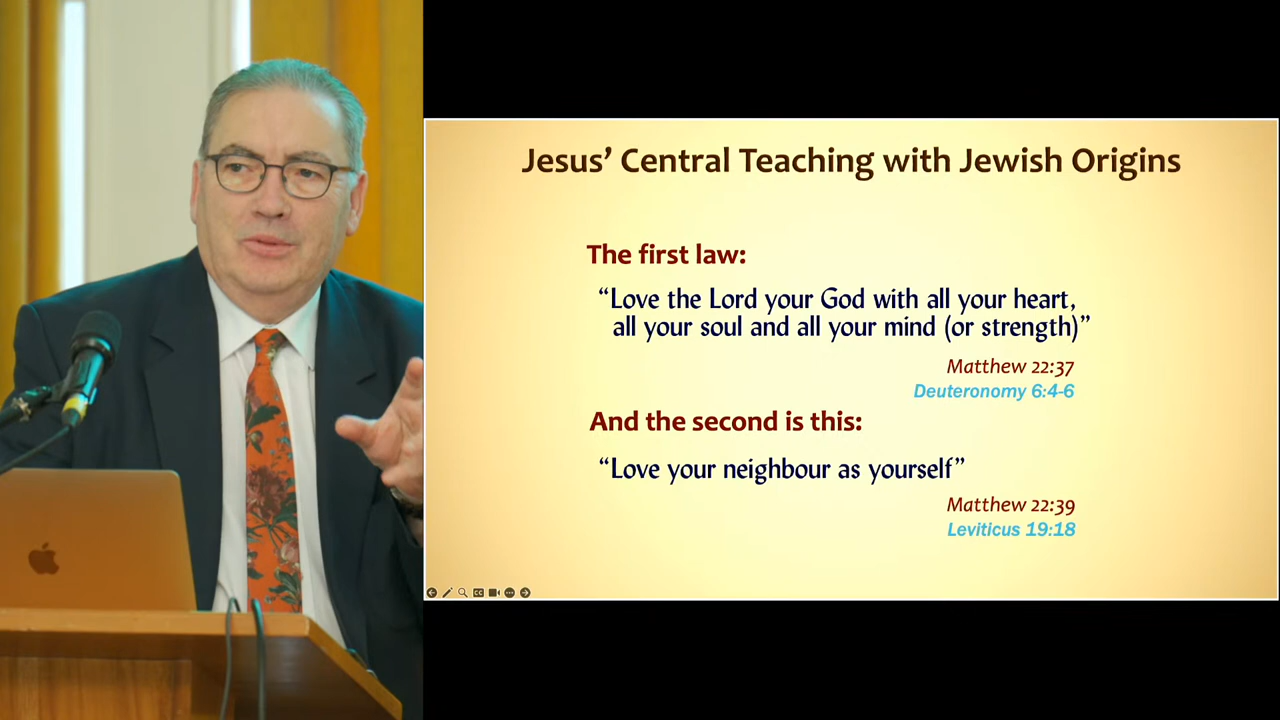 Jesus’ Central Teaching with Jewish Origins
The first law:
“Love the Lord your God with all your heart,
all your soul and all your mind (or strength)”
Matthew 22:37
Deuteronomy 6:4-6
And the second is this:
“Love your neighbour as yourself”
Matthew 22:39
Leviticus 19:18
CC